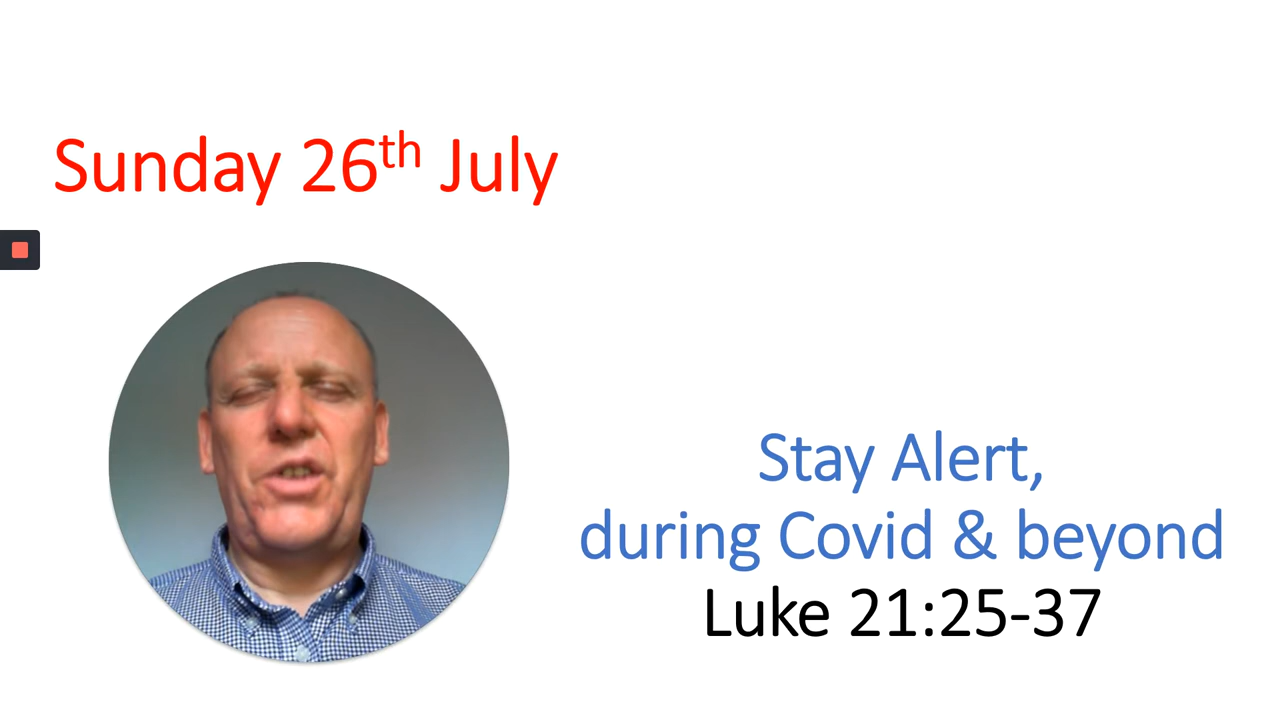 Sunday 26th July
Stay Alert,
during Covid & beyond
Luke 21:25-37